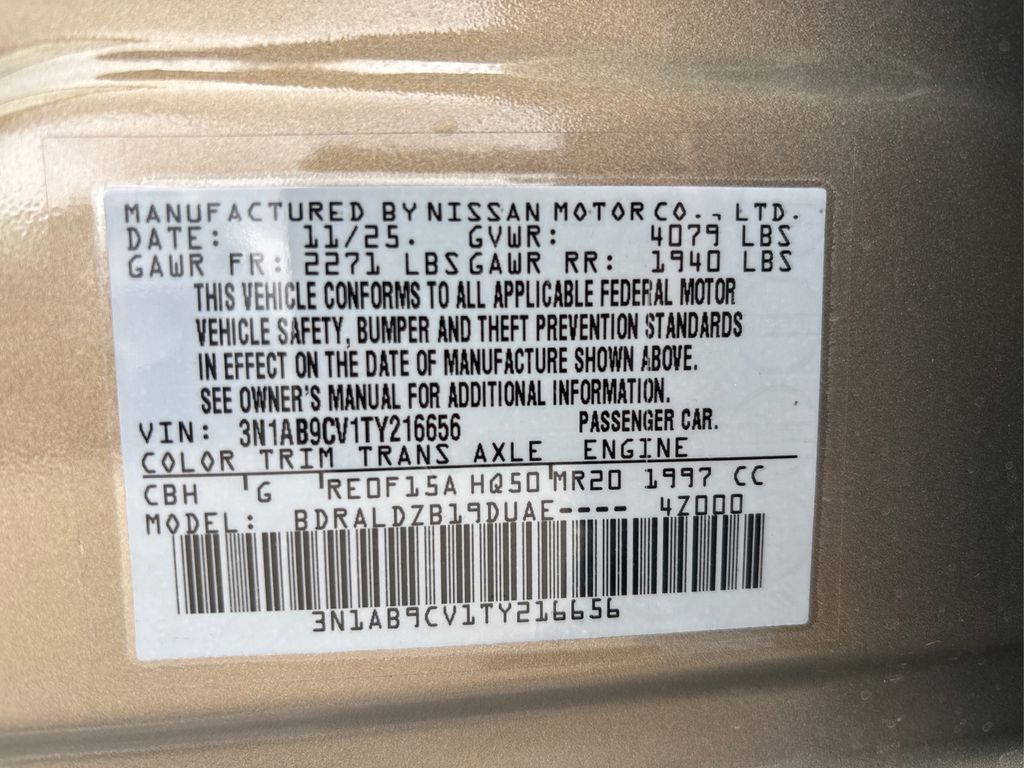 MANUFACTURED BY NISSAN MOTOR CO., LTD.
DATE: 11/25. GVWR: 4079 LBS
GAWR FR: 2271 LBS GAWR RR: 1940 LBS
THIS VEHICLE CONFORMS TO ALL APPLICABLE FEDERAL MOTOR
VEHICLE SAFETY, BUMPER AND THEFT PREVENTION STANDARDS
IN EFFECT ON THE DATE OF MANUFACTURE SHOWN ABOVE.
SEE OWNER'S MANUAL FOR ADDITIONAL INFORMATION.
VIN: 3N1AB9CV1TY216656 PASSENGER CAR.
COLOR TRIM TRANS AXLE ENGINE
CBH G RE0F15A HQ50 MR20 1997 CC
MODEL: BDRALDZB19DUAE---- 4Z000
3N1AB9CV1TY216656